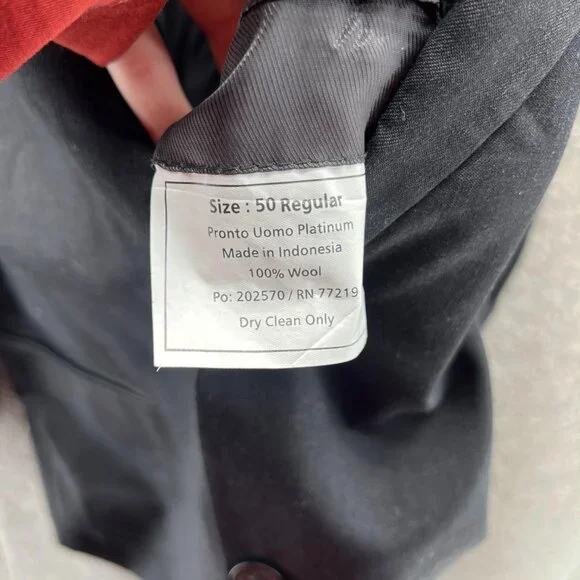 Size : 50 Regular
Pronto Uomo Platinum
Made in Indonesia
100% Wool
Po: 202570 / RN 77219
Dry Clean Only